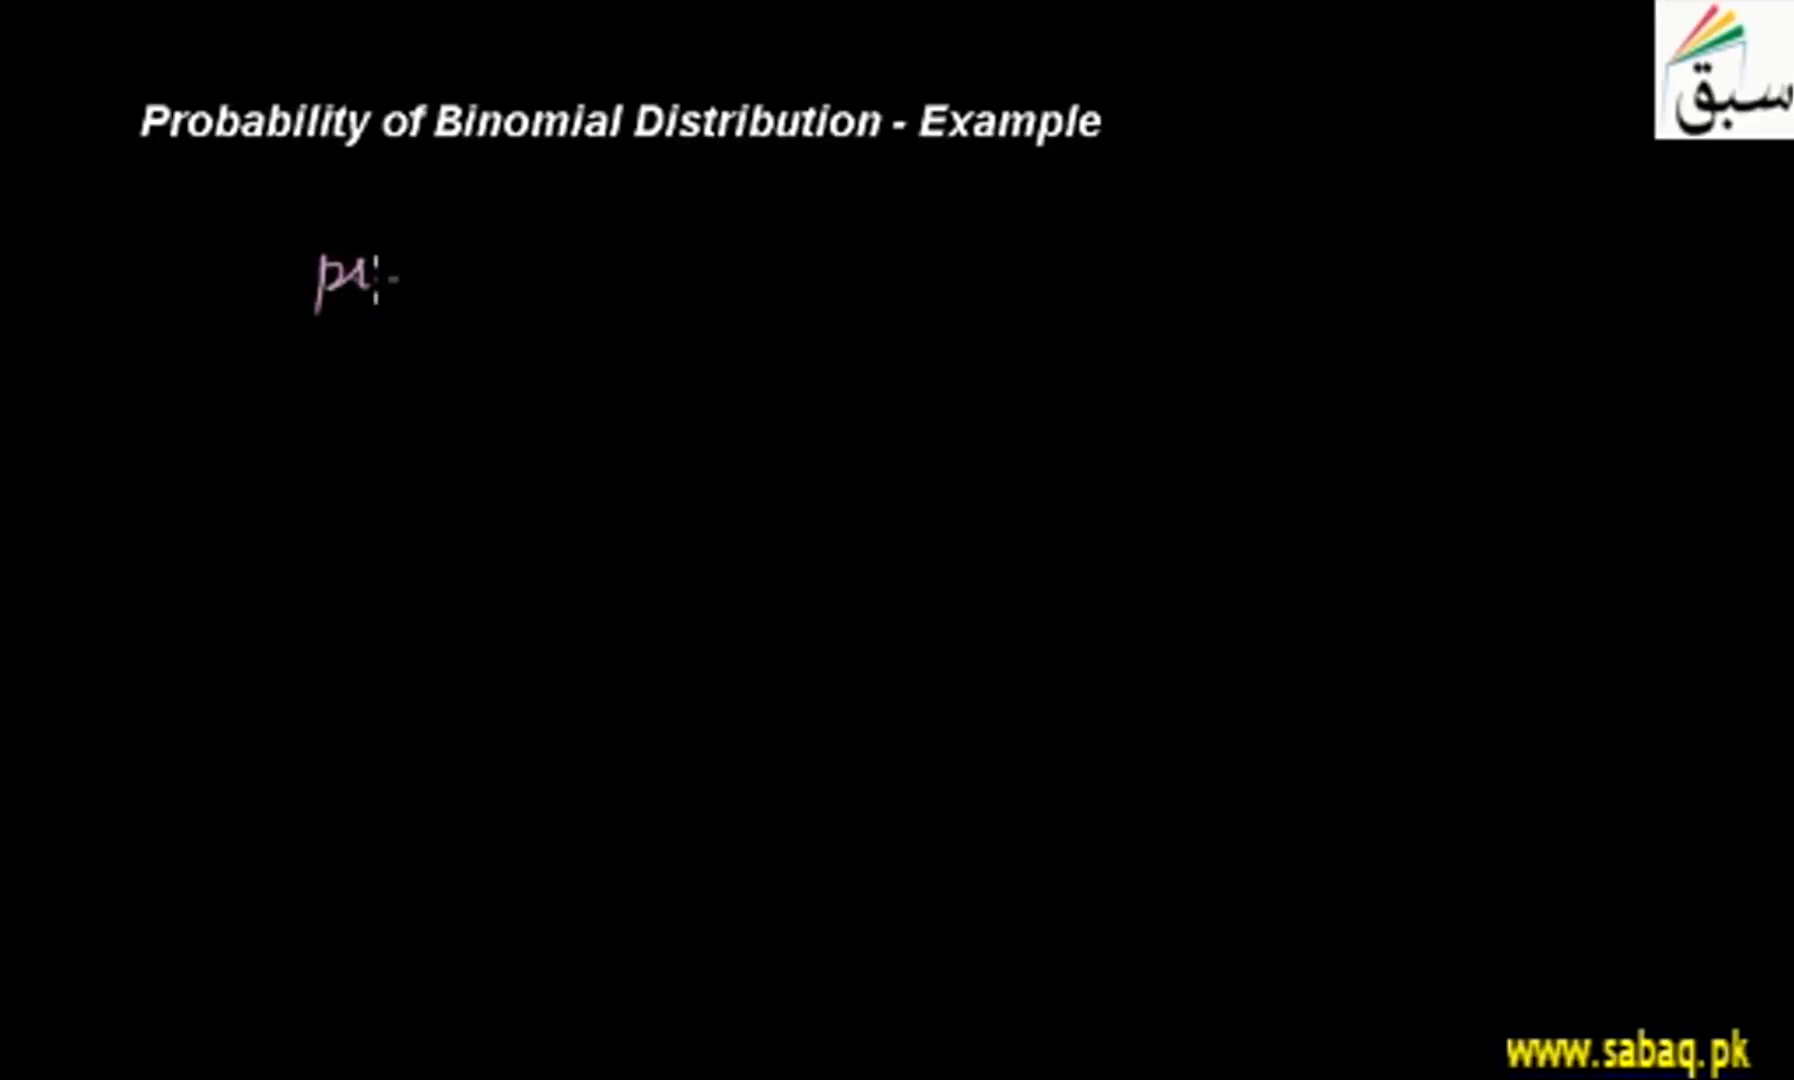 سبق
Probability of Binomial Distribution - Example
www.sabaq.pk